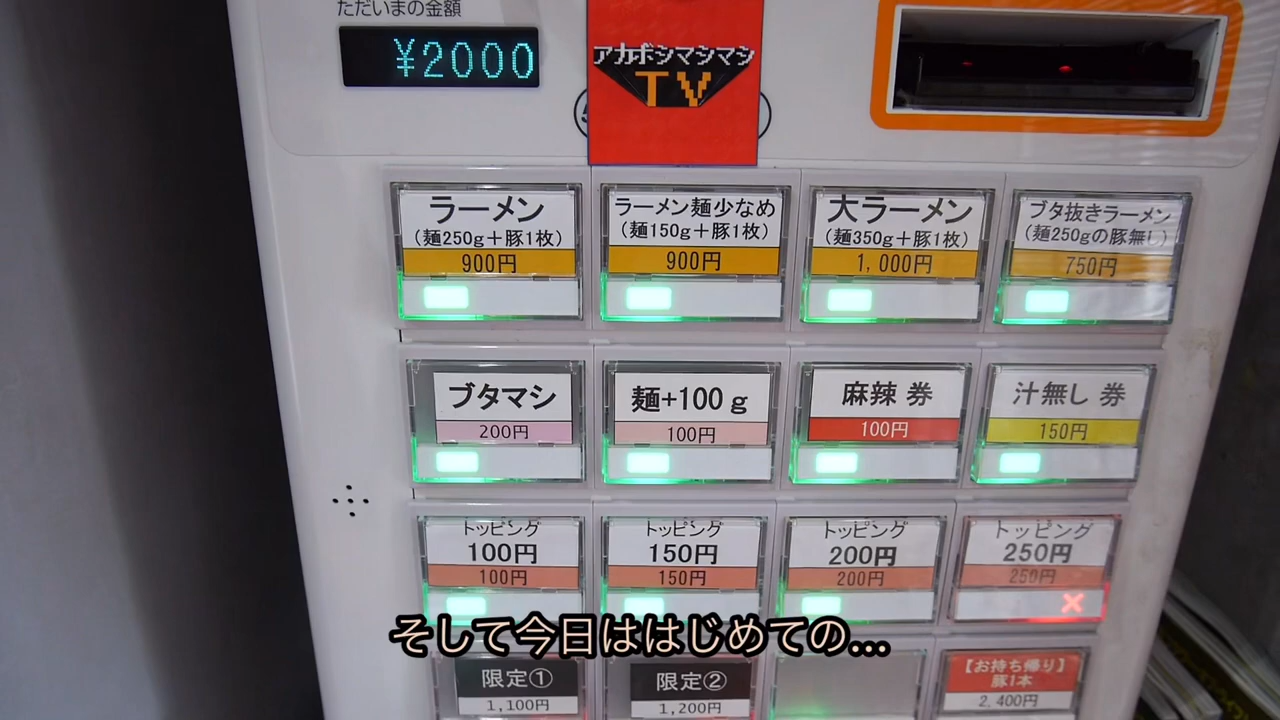 ただいまの金額
¥2000
アカボシマシマシ
TV
ラーメン
(麺250g+豚1枚)
900円
ラーメン麺少なめ
(麺150g+豚1枚)
900円
大ラーメン
(麺350g+豚1枚)
1,000円
ブタ抜きラーメン
(麺250gの豚無し)
750円
ブタマシ
200円
麺+100g
100円
麻辣 券
100円
汁無し 券
150円
トッピング
100円
100円
トッピング
150円
150円
トッピング
200円
200円
トッピング
250円
250円
そして今日ははじめての...
限定①
1,100円
限定②
1,200円
【お持ち帰り】
豚1本
2,400円